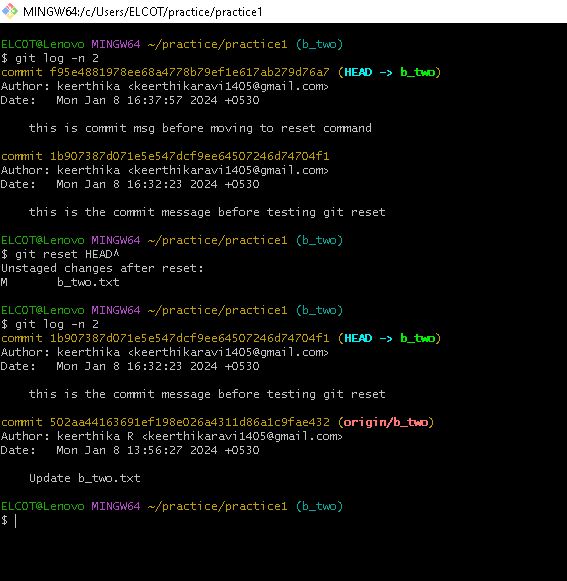 MINGW64:/c/Users/ELCOT/practice/practice1
ELCOT@Lenovo MINGW64 ~/practice/practice1 (b_two)
$ git log -n 2
commit f95e4881978ee68a4778b79ef1e617ab279d76a7 (HEAD -> b_two)
Author: keerthika <keerthikaravi1405@gmail.com>
Date:   Mon Jan 8 16:37:57 2024 +0530
    this is commit msg before moving to reset command
commit 1b907387d071e5e547dcf9ee64507246d74704f1
Author: keerthika <keerthikaravi1405@gmail.com>
Date:   Mon Jan 8 16:32:23 2024 +0530
    this is the commit message before testing git reset
ELCOT@Lenovo MINGW64 ~/practice/practice1 (b_two)
$ git reset HEAD^
Unstaged changes after reset:
M       b_two.txt
ELCOT@Lenovo MINGW64 ~/practice/practice1 (b_two)
$ git log -n 2
commit 1b907387d071e5e547dcf9ee64507246d74704f1 (HEAD -> b_two)
Author: keerthika <keerthikaravi1405@gmail.com>
Date:   Mon Jan 8 16:32:23 2024 +0530
    this is the commit message before testing git reset
commit 502aa44163691ef198e026a4311d86a1c9fae432 (origin/b_two)
Author: keerthika R <keerthikaravi1405@gmail.com>
Date:   Mon Jan 8 13:56:27 2024 +0530
    Update b_two.txt
ELCOT@Lenovo MINGW64 ~/practice/practice1 (b_two)
$